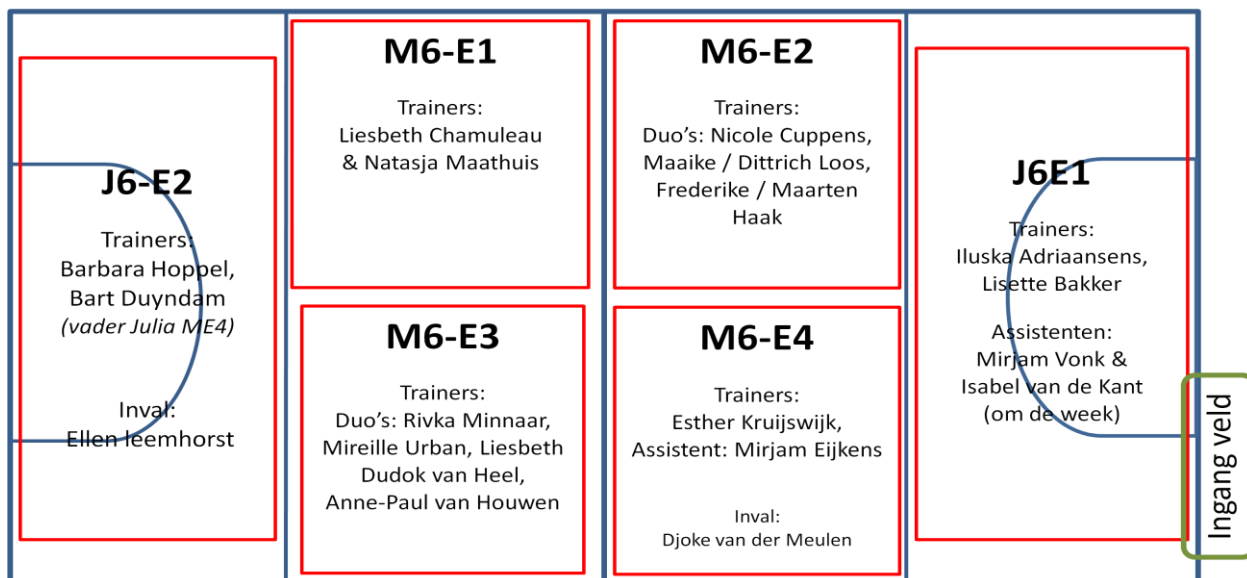 J6-E2
Trainers:
Barbara Hoppel,
Bart Duyndam
(vader Julia ME4)
Inval:
Ellen leemhorst
M6-E1
Trainers:
Liesbeth Chamuleau
& Natasja Maathuis
M6-E3
Trainers:
Duo’s: Rivka Minnaar,
Mireille Urban, Liesbeth
Dudok van Heel,
Anne-Paul van Houwen
M6-E2
Trainers:
Duo’s: Nicole Cuppens,
Maaike / Dittrich Loos,
Frederike / Maarten
Haak
M6-E4
Trainers:
Esther Kruijswijk,
Assistent: Mirjam Eijkens
Inval:
Djoke van der Meulen
J6E1
Trainers:
Iluska Adriaansens,
Lisette Bakker
Assistenten:
Mirjam Vonk &
Isabel van de Kant
(om de week)
Ingang veld